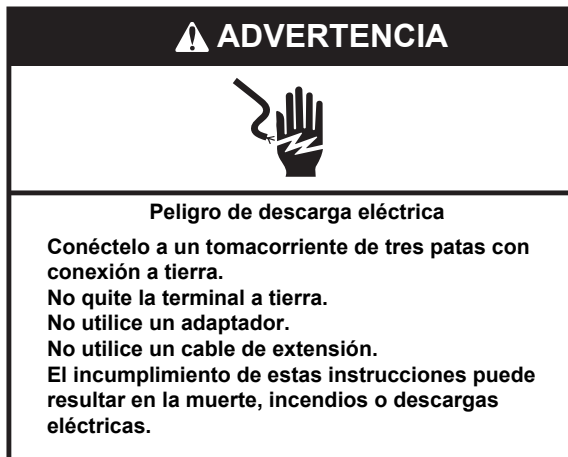 ADVERTENCIA
Peligro de descarga eléctrica
Conéctelo a un tomacorriente de tres patas con
conexión a tierra.
No quite la terminal a tierra.
No utilice un adaptador.
No utilice un cable de extensión.
El incumplimiento de estas instrucciones puede
resultar en la muerte, incendios o descargas
eléctricas.